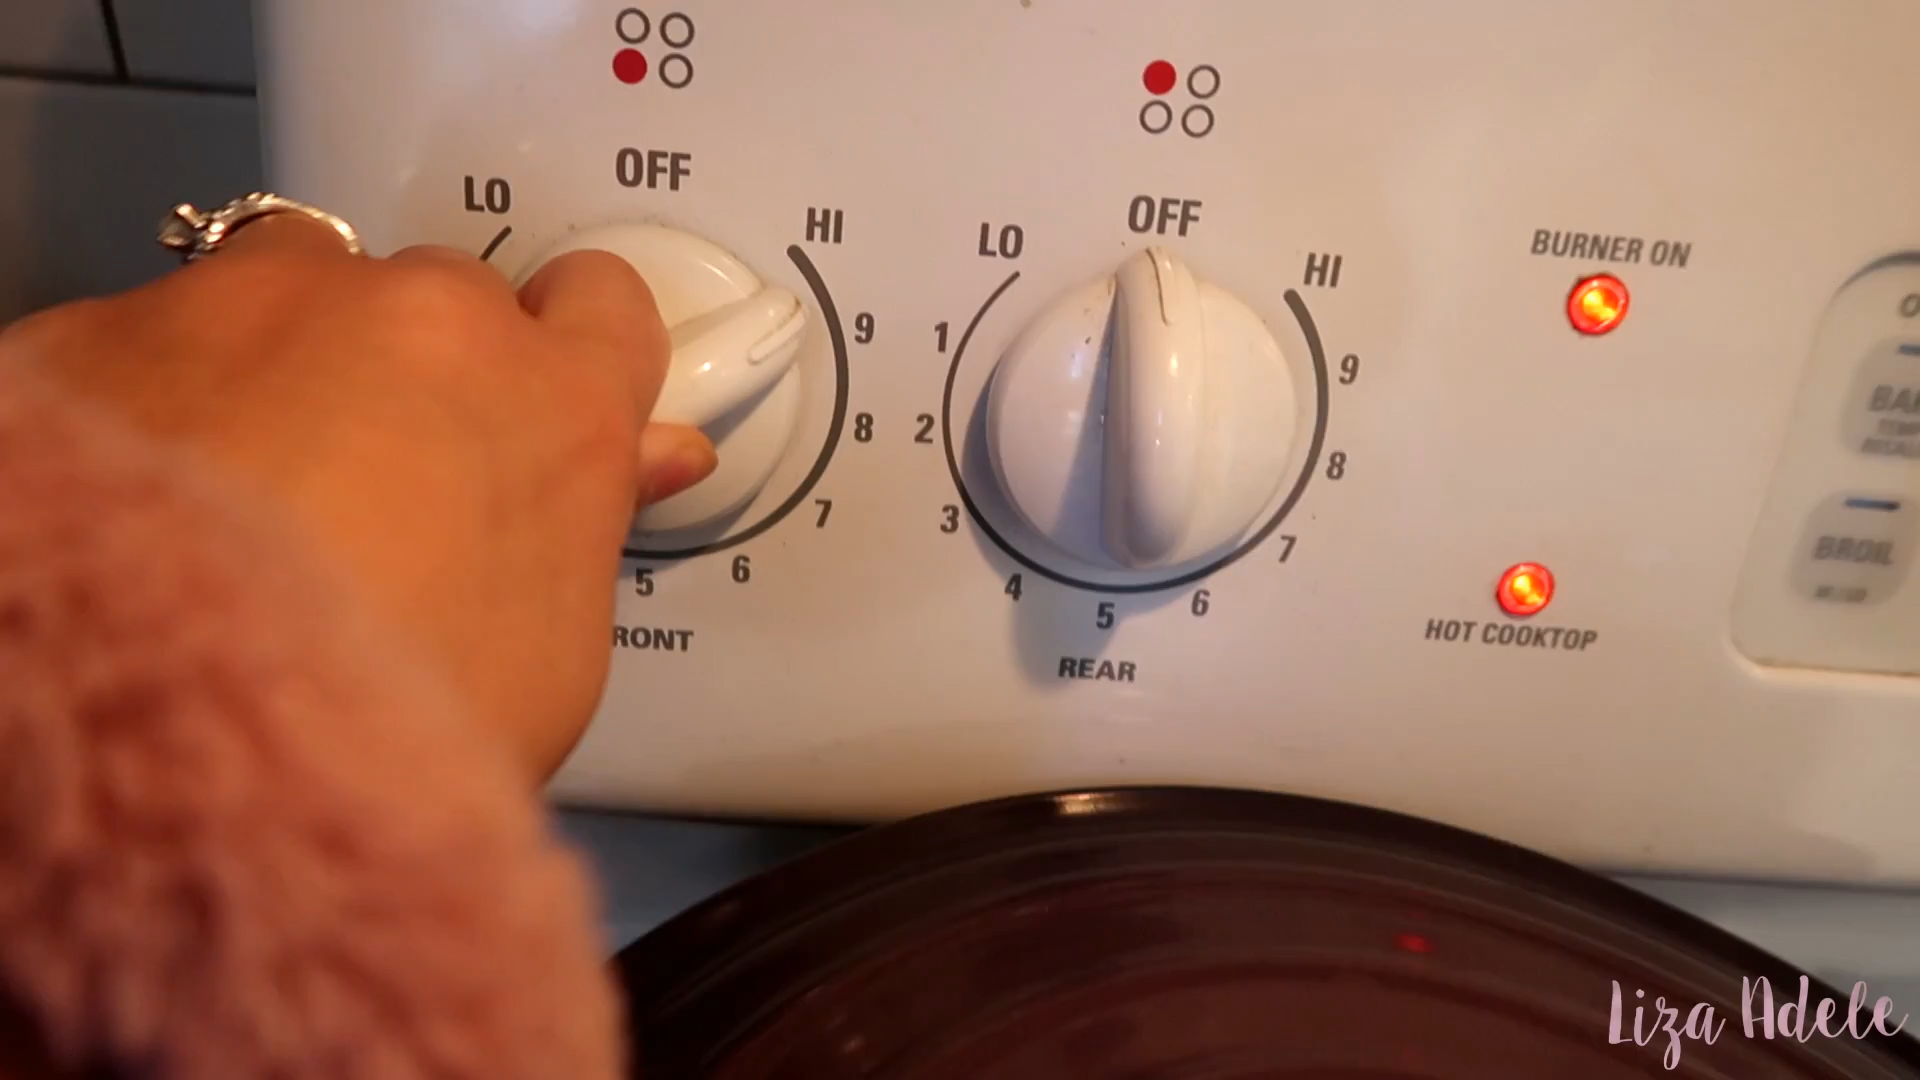 OFF
LO
HI
9
8
7
6
5
RONT
OFF
LO
HI
1
9
2
8
3
7
4
6
5
REAR
BURNER ON
HOT COOKTOP
BROIL
Liza Adele